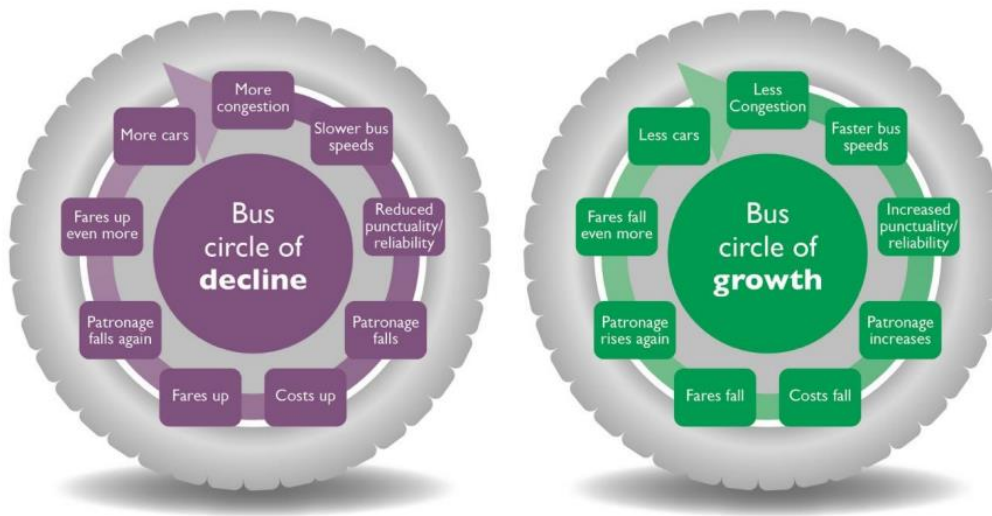 Bus
circle of
decline
More
congestion
Slower bus
speeds
Reduced
punctuality/
reliability
Patronage
falls
Costs up
Fares up
Patronage
falls again
Fares up
even more
More cars
Bus
circle of
growth
Less
Congestion
Faster bus
speeds
Increased
punctuality/
reliability
Patronage
increases
Costs fall
Fares fall
Patronage
rises again
Fares fall
even more
Less cars